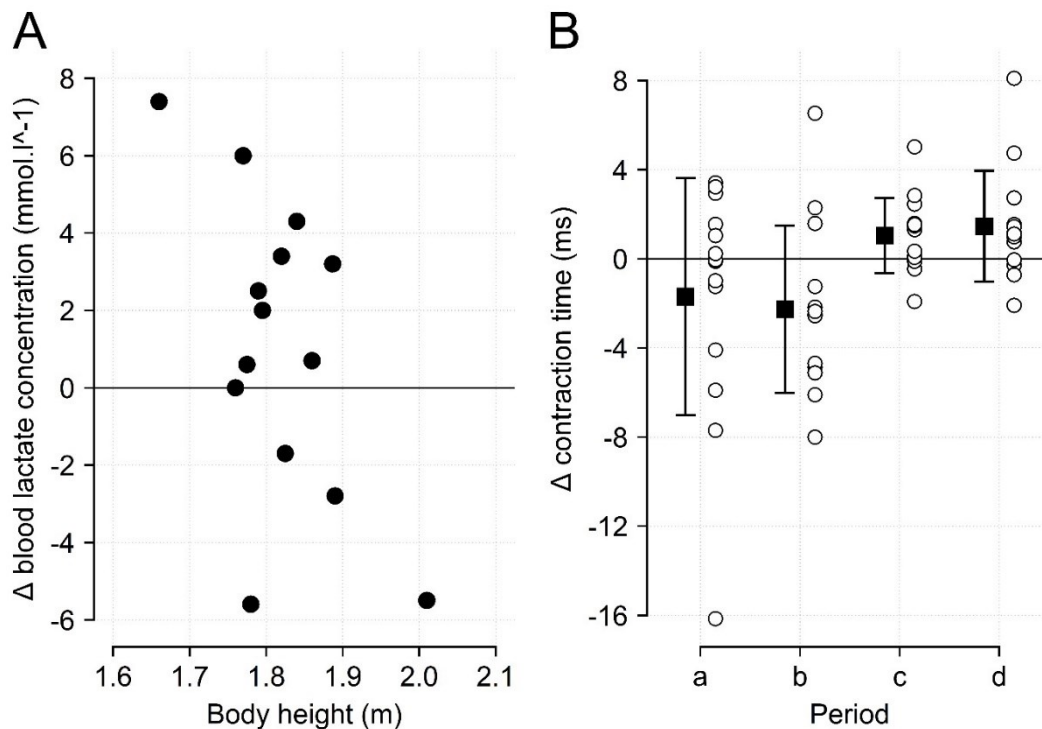 A
Δ blood lactate concentration (mmol.l^-1)
8
6
4
2
0
-2
-4
-6
1.6 1.7 1.8 1.9 2.0 2.1
Body height (m)
B
Δ contraction time (ms)
8
4
0
-4
-8
-12
-16
a b c d
Period